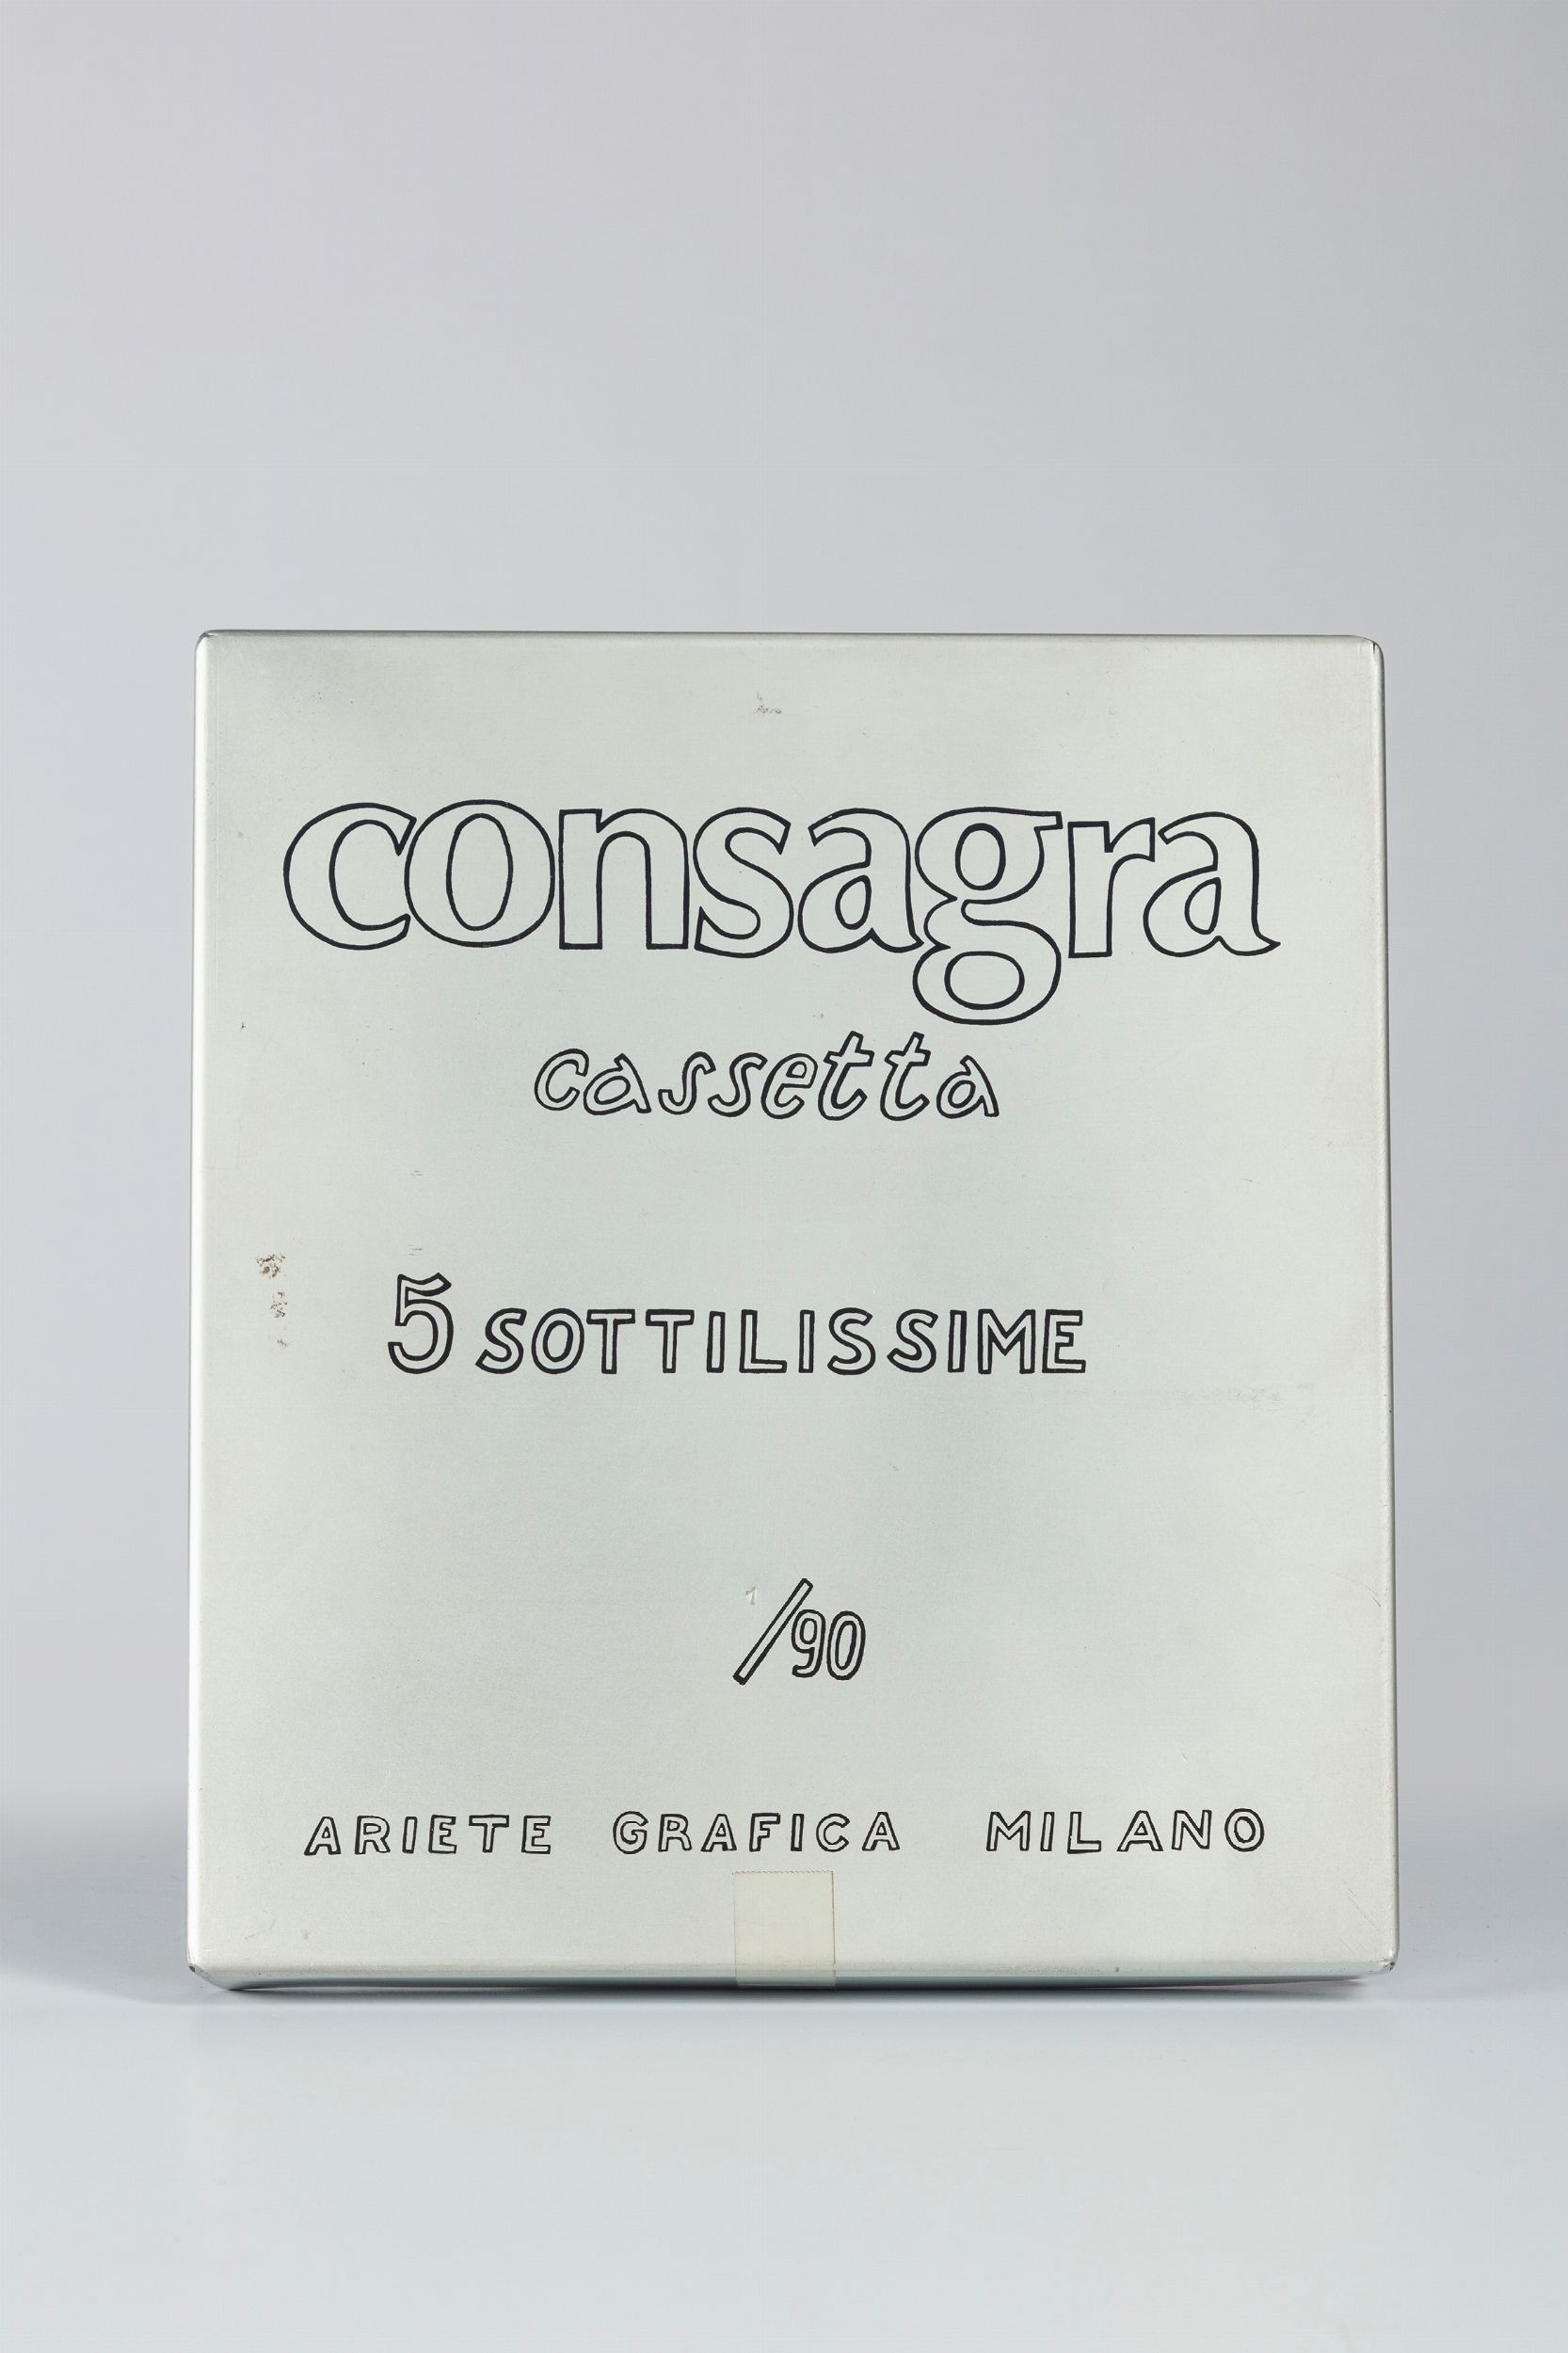 consagra
cassetta
5 SOTTILISSIME
/90
ARIETE GRAFICA MILANO